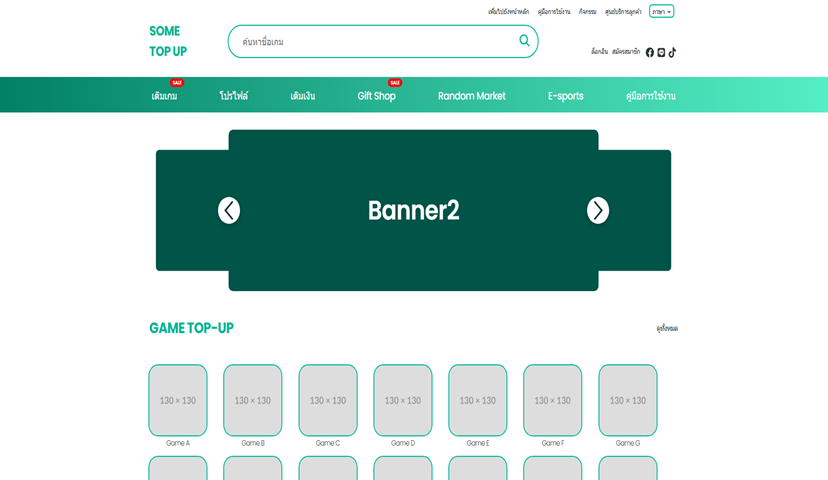 เพิ่มไปยังหน้าหลัก คู่มือการใช้งาน กิจกรรม ศูนย์บริการลูกค้า ภาษา
SOME
TOP UP
ค้นหาชื่อเกม
ล็อกอิน สมัครสมาชิก
SALE SALE
เติมเกม โปรไฟล์ เติมเงิน Gift Shop Random Market E-sports คู่มือการใช้งาน
Banner2
GAME TOP-UP ดูทั้งหมด
130 × 130 130 × 130 130 × 130 130 × 130 130 × 130 130 × 130 130 × 130
Game A Game B Game C Game D Game E Game F Game G